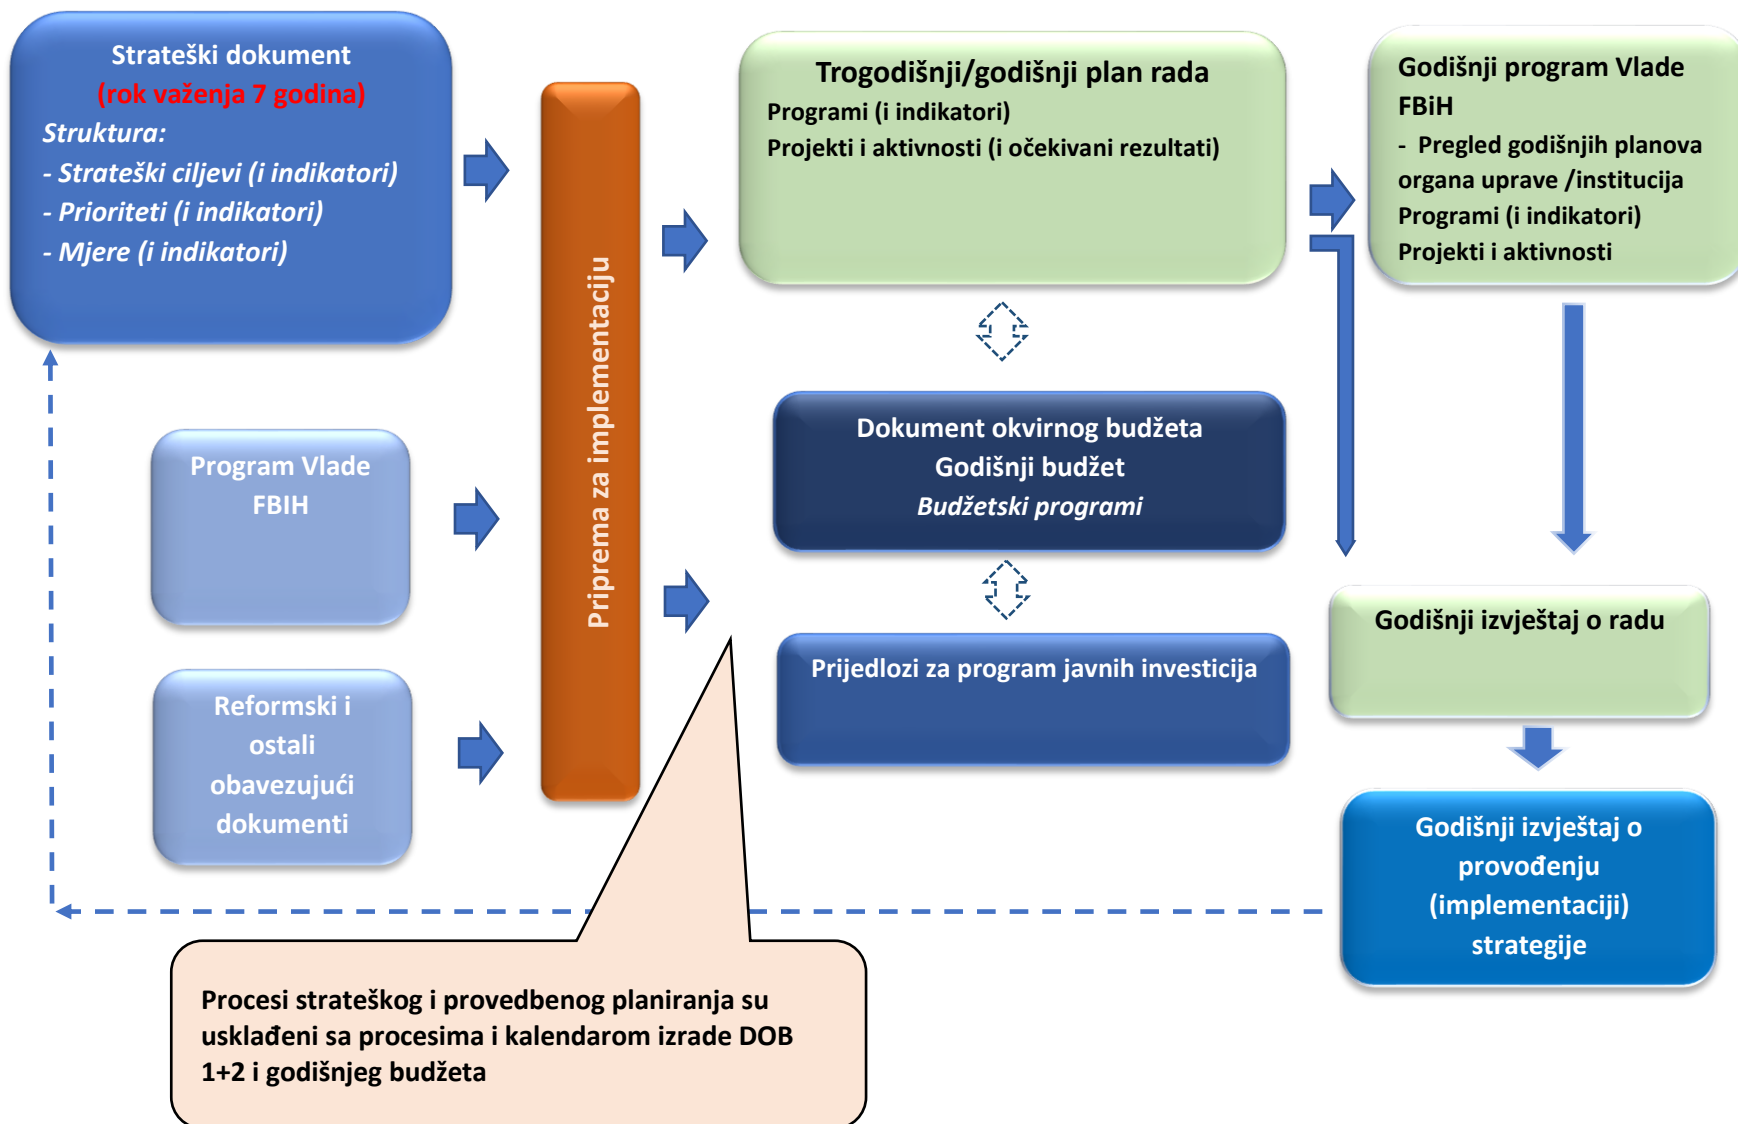 Strateški dokument
(rok važenja 7 godina)
Struktura:
- Strateški ciljevi (i indikatori)
- Prioriteti (i indikatori)
- Mjere (i indikatori)
Program Vlade
FBIH
Reformski i
ostali
obavezujući
dokumenti
Priprema za implementaciju
Trogodišnji/godišnji plan rada
Programi (i indikatori)
Projekti i aktivnosti (i očekivani rezultati)
Dokument okvirnog budžeta
Godišnji budžet
Budžetski programi
Prijedlozi za program javnih investicija
Godišnji program Vlade
FBiH
- Pregled godišnjih planova
organa uprave /institucija
Programi (i indikatori)
Projekti i aktivnosti
Godišnji izvještaj o radu
Godišnji izvještaj o
provođenju
(implementaciji)
strategije
Procesi strateškog i provedbenog planiranja su
usklađeni sa procesima i kalendarom izrade DOB
1+2 i godišnjeg budžeta